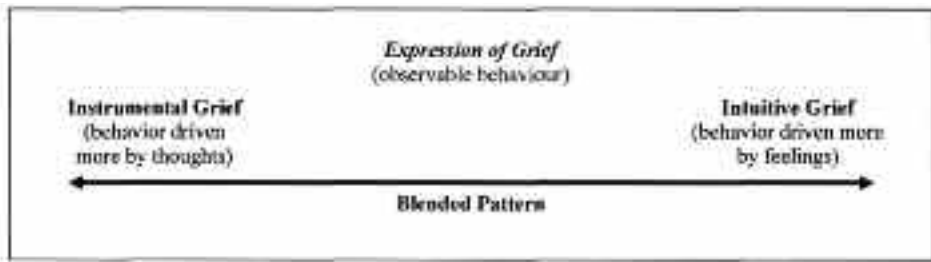 Expression of Grief
(observable behaviour)
Instrumental Grief
(behavior driven
more by thoughts)
Intuitive Grief
(behavior driven more
by feelings)
Blended Pattern